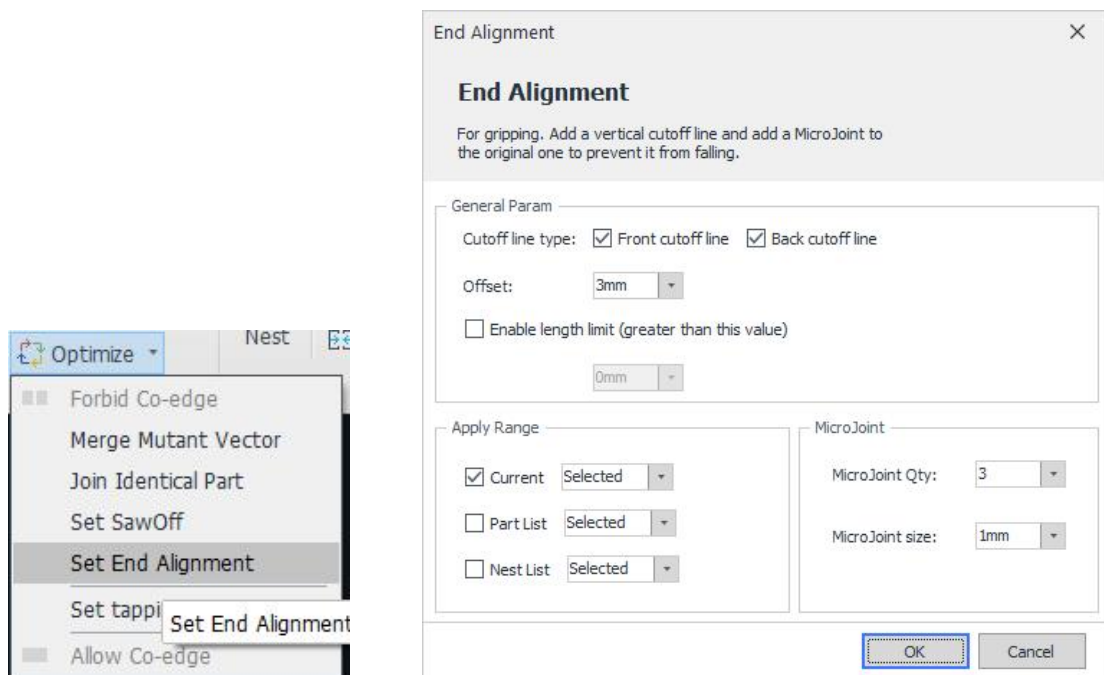 Optimize
Nest
Forbid Co-edge
Merge Mutant Vector
Join Identical Part
Set SawOff
Set End Alignment
Set tappi
Set End Alignment
Allow Co-edge
End Alignment
End Alignment
For gripping. Add a vertical cutoff line and add a MicroJoint to
the original one to prevent it from falling.
General Param
Cutoff line type: Front cutoff line Back cutoff line
Offset: 3mm
Enable length limit (greater than this value)
0mm
Apply Range
Current Selected
Part List Selected
Nest List Selected
MicroJoint
MicroJoint Qty: 3
MicroJoint size: 1mm
OK Cancel